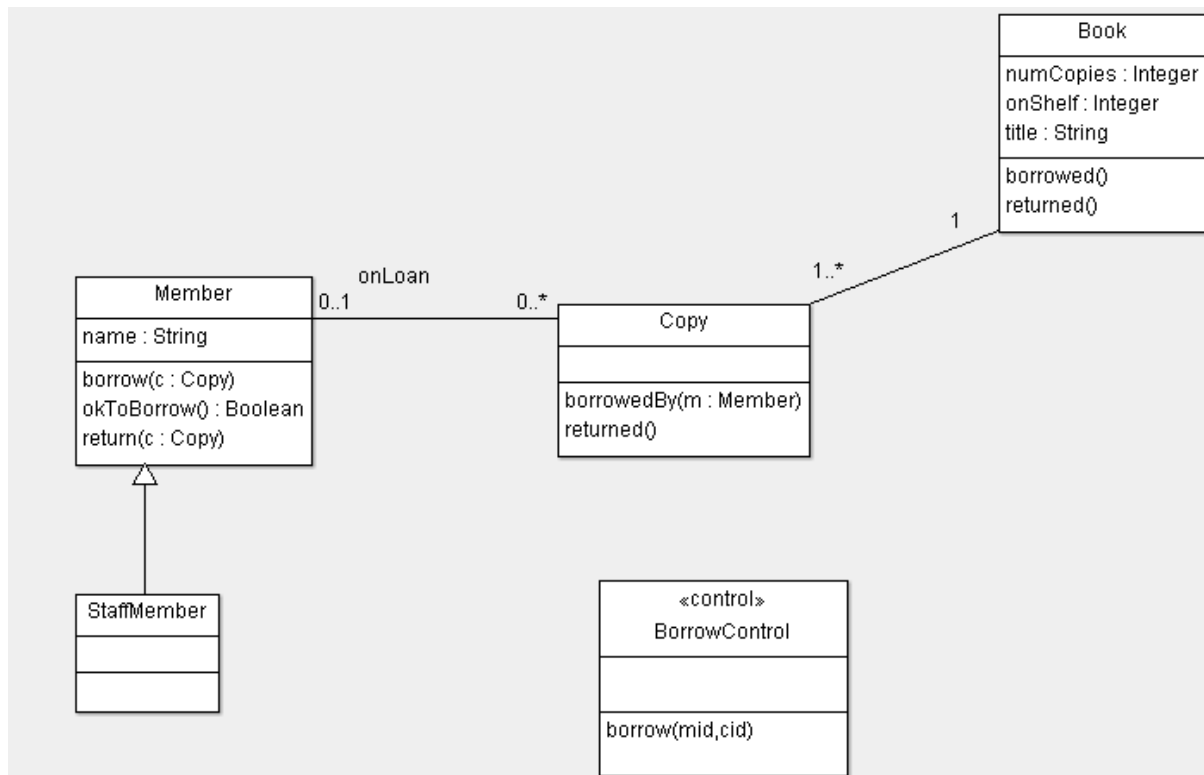 Book
numCopies : Integer
onShelf : Integer
title : String
borrowed()
returned()
1
1..*
onLoan
0..1
0..*
Member
name : String
borrow(c : Copy)
okToBorrow() : Boolean
return(c : Copy)
Copy
borrowedBy(m : Member)
returned()
StaffMember
«control»
BorrowControl
borrow(mid,cid)